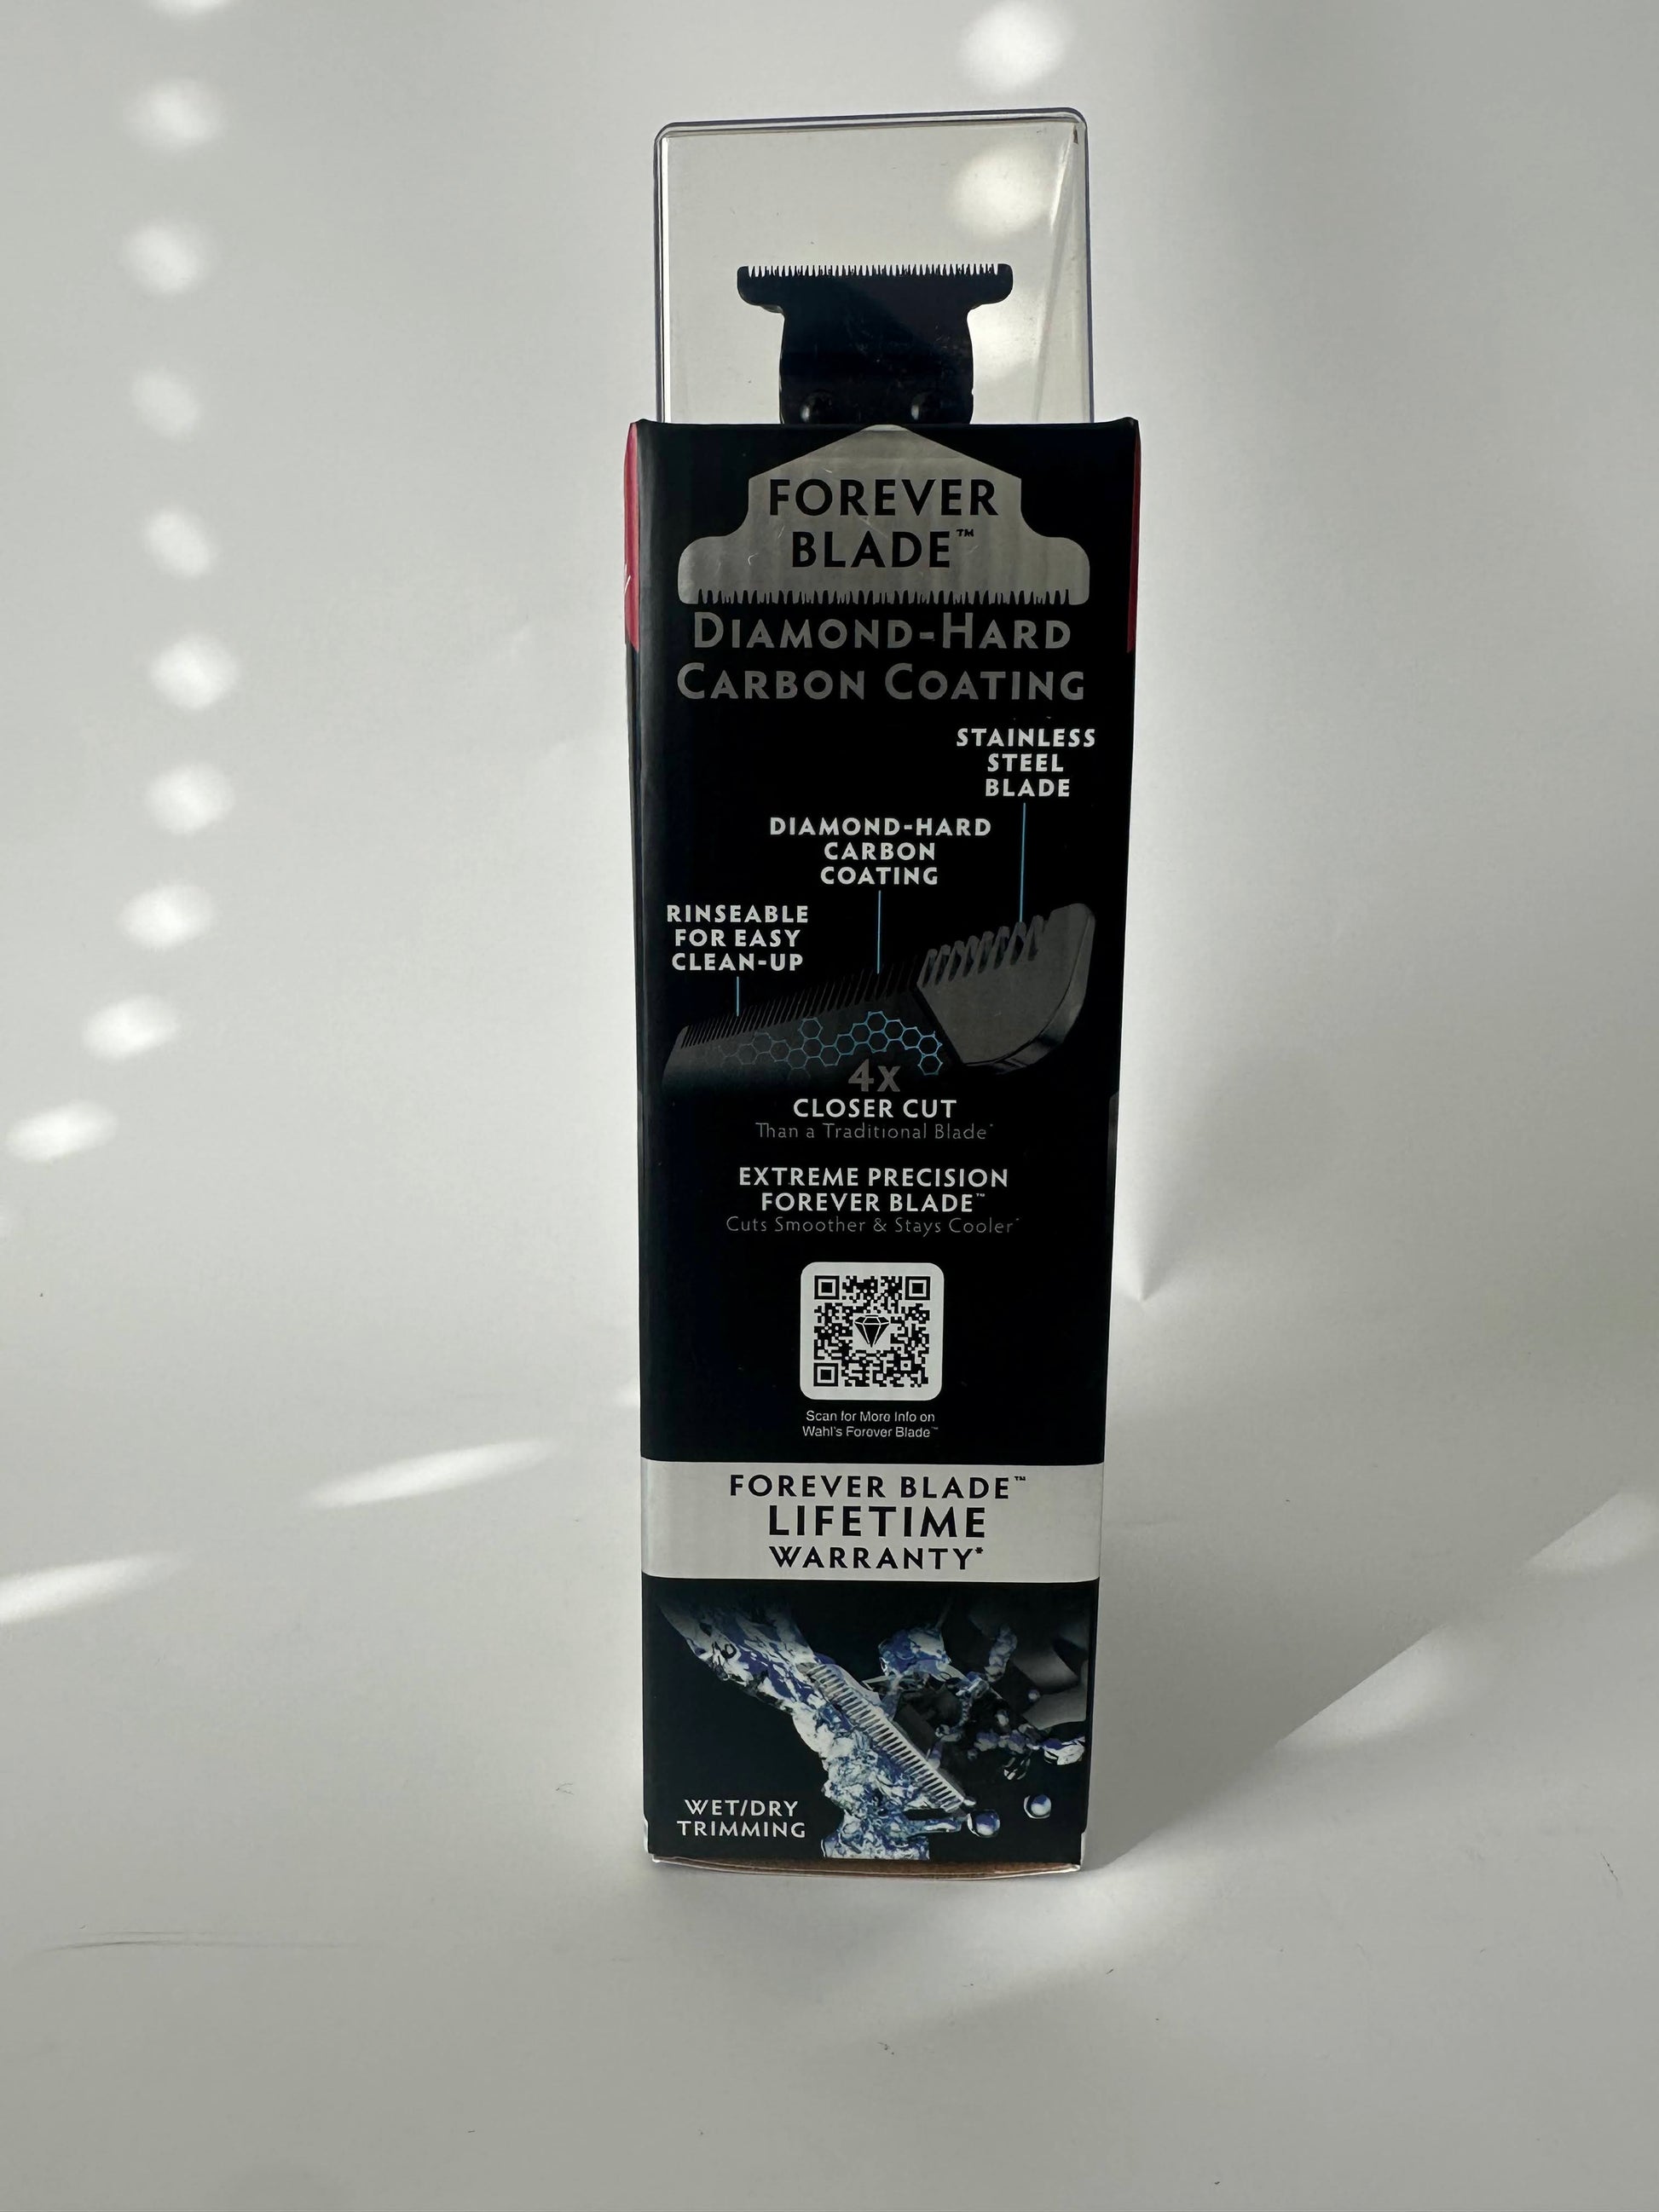 FOREVER
BLADE™
DIAMOND-HARD
CARBON COATING
STAINLESS
STEEL
BLADE
DIAMOND-HARD
CARBON
COATING
RINSEABLE
FOR EASY
CLEAN-UP
4X
CLOSER CUT
Than a Traditional Blade*
EXTREME PRECISION
FOREVER BLADE™
Cuts Smoother & Stays Cooler*
Scan for More Info on
Wahl's Forever Blade™
FOREVER BLADE™
LIFETIME
WARRANTY*
WET/DRY
TRIMMING